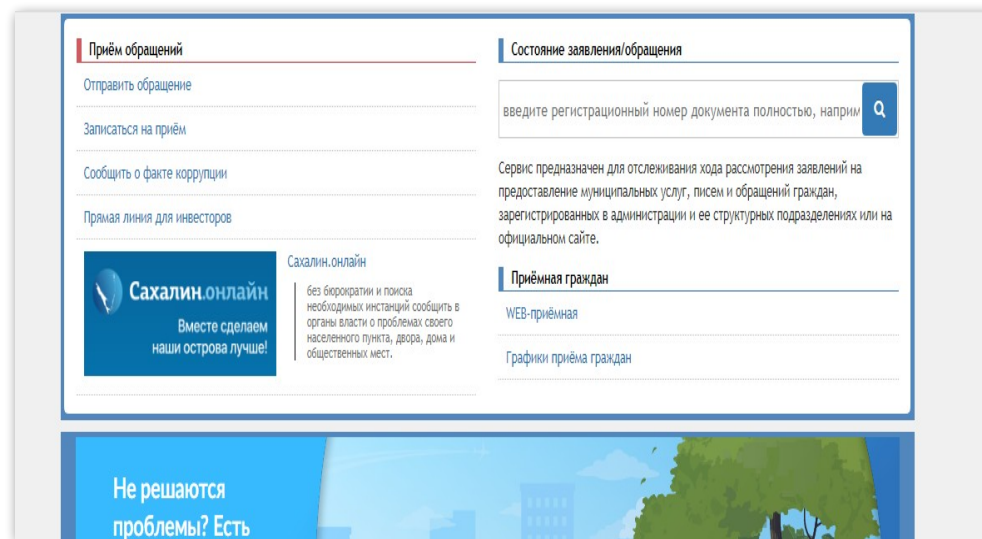 Приём обращений
Отправить обращение
Записаться на приём
Сообщить о факте коррупции
Прямая линия для инвесторов
Сахалин.онлайн
Вместе сделаем
наши острова лучше!
Сахалин.онлайн
без бюрократии и поиска
необходимых инстанций сообщить в
органы власти о проблемах своего
населенного пункта, двора, дома и
общественных мест.
Состояние заявления/обращения
введите регистрационный номер документа полностью, наприм
Сервис предназначен для отслеживания хода рассмотрения заявлений на
предоставление муниципальных услуг, писем и обращений граждан,
зарегистрированных в администрации и ее структурных подразделениях или на
официальном сайте.
Приёмная граждан
WEB-приёмная
Графики приёма граждан
Не решаются
проблемы? Есть